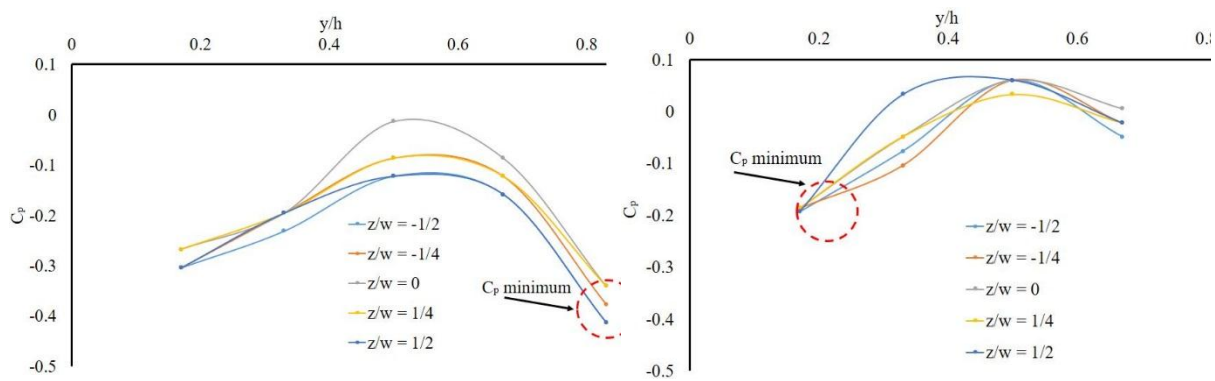 y/h
0
0.2
0.4
0.6
0.8
0.1
0
-0.1
-0.2
-0.3
-0.4
-0.5
Cₚ
z/w = -1/2
z/w = -1/4
z/w = 0
z/w = 1/4
z/w = 1/2
Cₚ minimum
y/h
0
0.2
0.4
0.6
0.8
0.1
0
-0.1
-0.2
-0.3
-0.4
-0.5
Cₚ
Cₚ minimum
z/w = -1/2
z/w = -1/4
z/w = 0
z/w = 1/4
z/w = 1/2